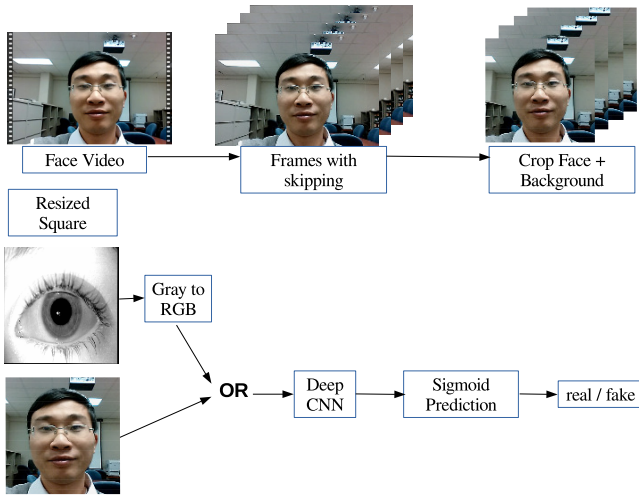 Face Video
Frames with
skipping
Crop Face +
Background
Resized
Square
Gray to
RGB
OR
Deep
CNN
Sigmoid
Prediction
real / fake